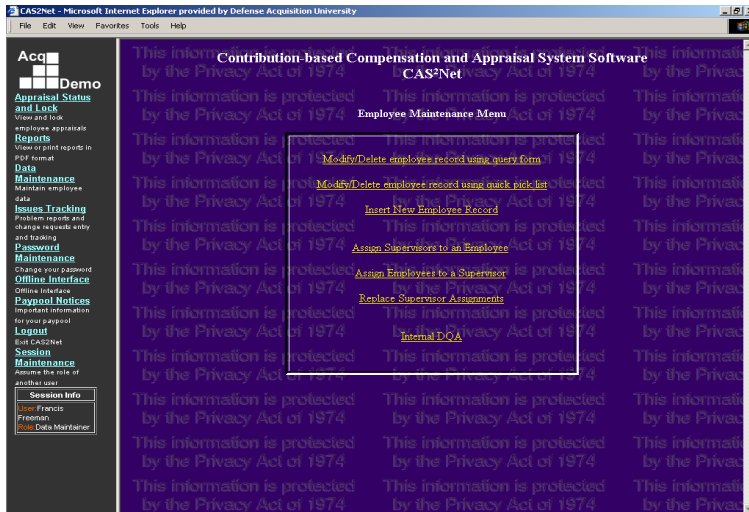 CAS2Net - Microsoft Internet Explorer provided by Defense Acquisition University
File Edit View Favorites Tools Help
Acq
Demo
Appraisal Status
and Lock
View and lock
employee appraisals
Reports
View or print reports in
PDF format
Data
Maintenance
Maintain employee
data
Issues Tracking
Problem reports and
change requests entry
and tracking
Password
Maintenance
Change your password
Offline Interface
Offline Interface
Paypool Notices
Important information
for your paypool
Logout
Exit CAS2Net
Session
Maintenance
Assume the role of
another user
Session Info
User:Francis
Freeman
Role:Data Maintainer
Contribution-based Compensation and Appraisal System Software
CAS²Net
Employee Maintenance Menu
Modify/Delete employee record using query form
Modify/Delete employee record using quick pick list
Insert New Employee Record
Assign Supervisors to an Employee
Assign Employees to a Supervisor
Replace Supervisor Assignments
Internal DQA
This information is protected
by the Privacy Act of 1974